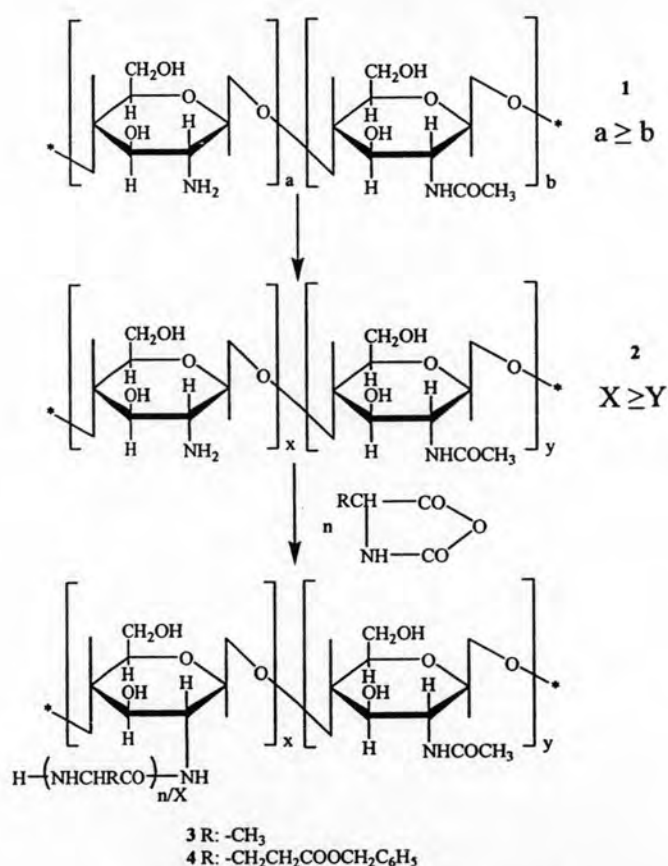 CH2OH CH2OH
O O O O
H H H H
OH OH
* *
H H
NH2 NHCOCH3
a b
1
a ≥ b
CH2OH CH2OH
O O O O
H H H H
OH OH
* *
H H
NH2 NHCOCH3
x y
2
X ≥Y
n
RCH CO
O
NH CO
CH2OH CH2OH
O O O O
H H H H
OH OH
* *
H H
H (NHCHRCO) NH NHCOCH3
n/X
x y
3 R: -CH3
4 R: -CH2CH2COOCH2C6H5